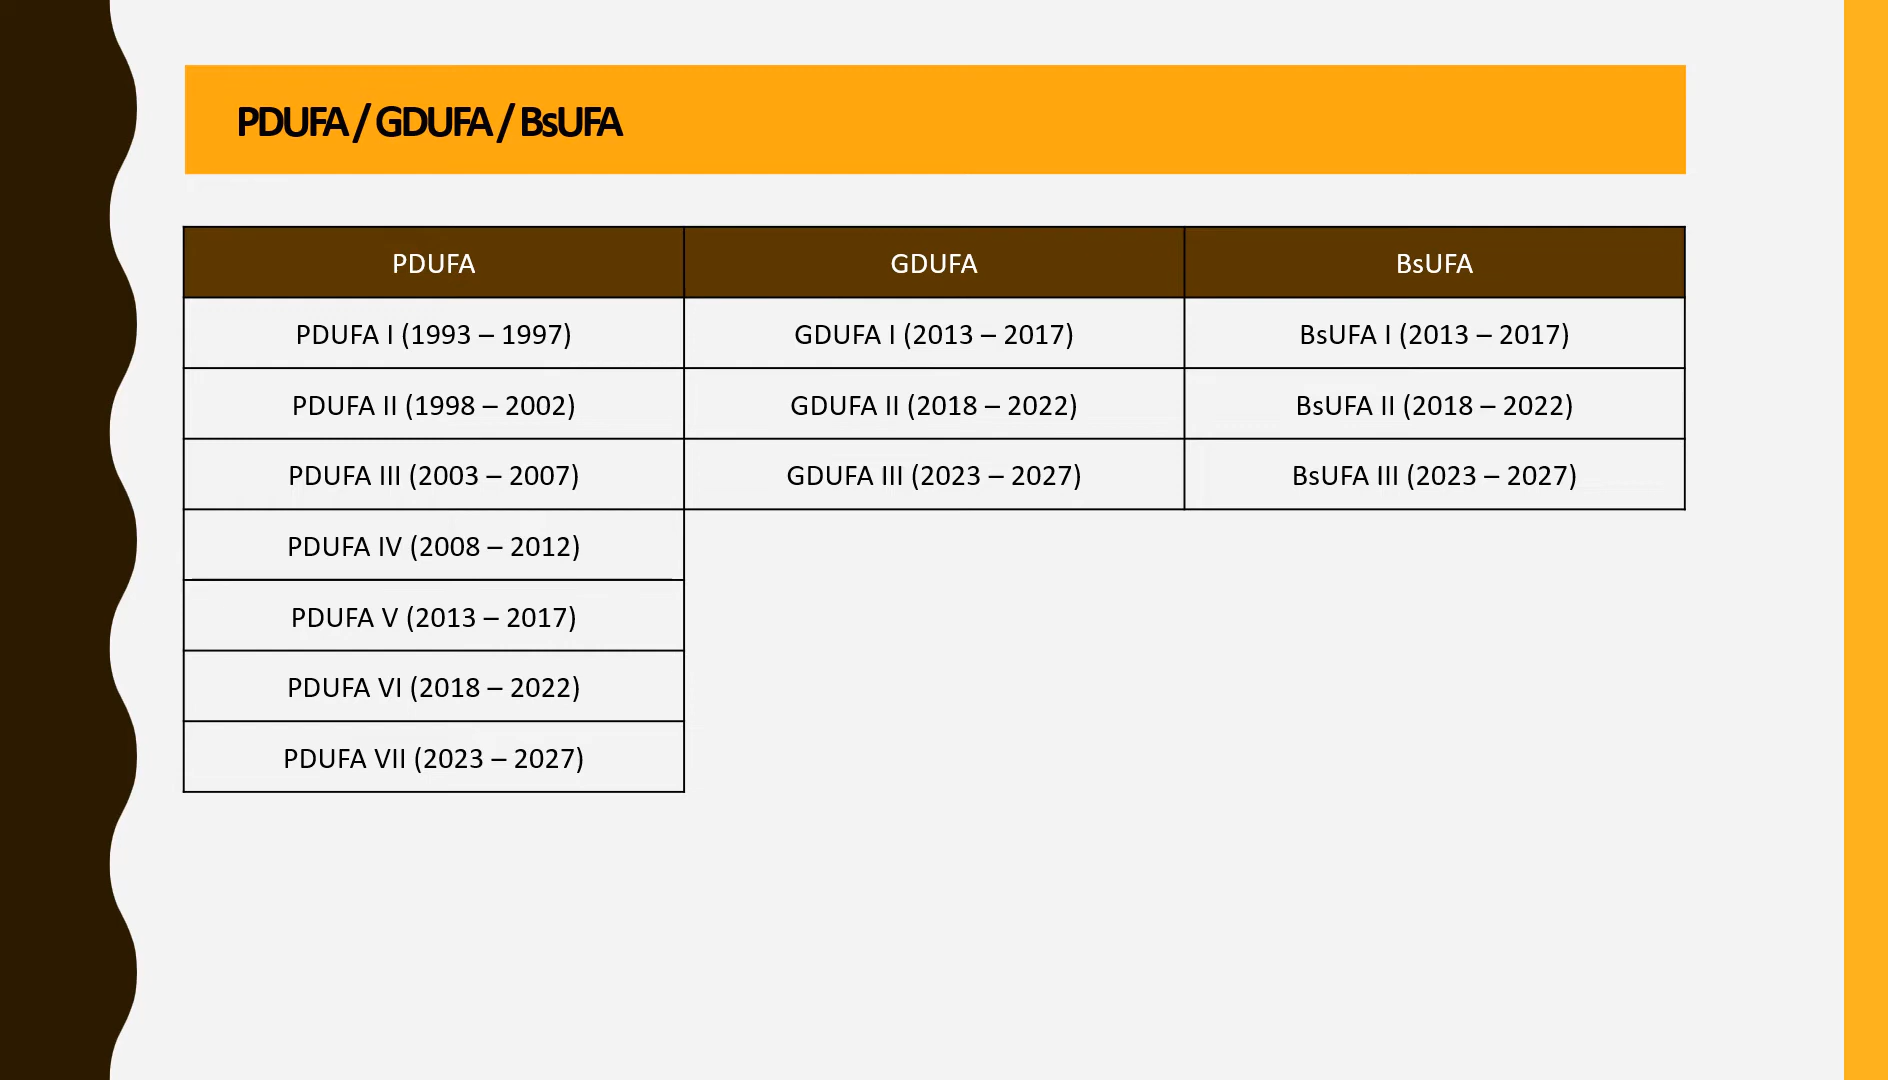 PDUFA / GDUFA / BsUFA
PDUFA GDUFA BsUFA
PDUFA I (1993 – 1997) GDUFA I (2013 – 2017) BsUFA I (2013 – 2017)
PDUFA II (1998 – 2002) GDUFA II (2018 – 2022) BsUFA II (2018 – 2022)
PDUFA III (2003 – 2007) GDUFA III (2023 – 2027) BsUFA III (2023 – 2027)
PDUFA IV (2008 – 2012)
PDUFA V (2013 – 2017)
PDUFA VI (2018 – 2022)
PDUFA VII (2023 – 2027)